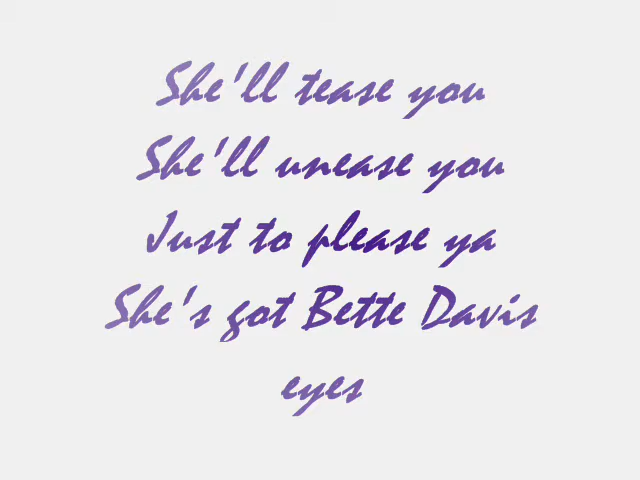 She'll tease you
She'll unease you
Just to please ya
She's got Bette Davis
eyes